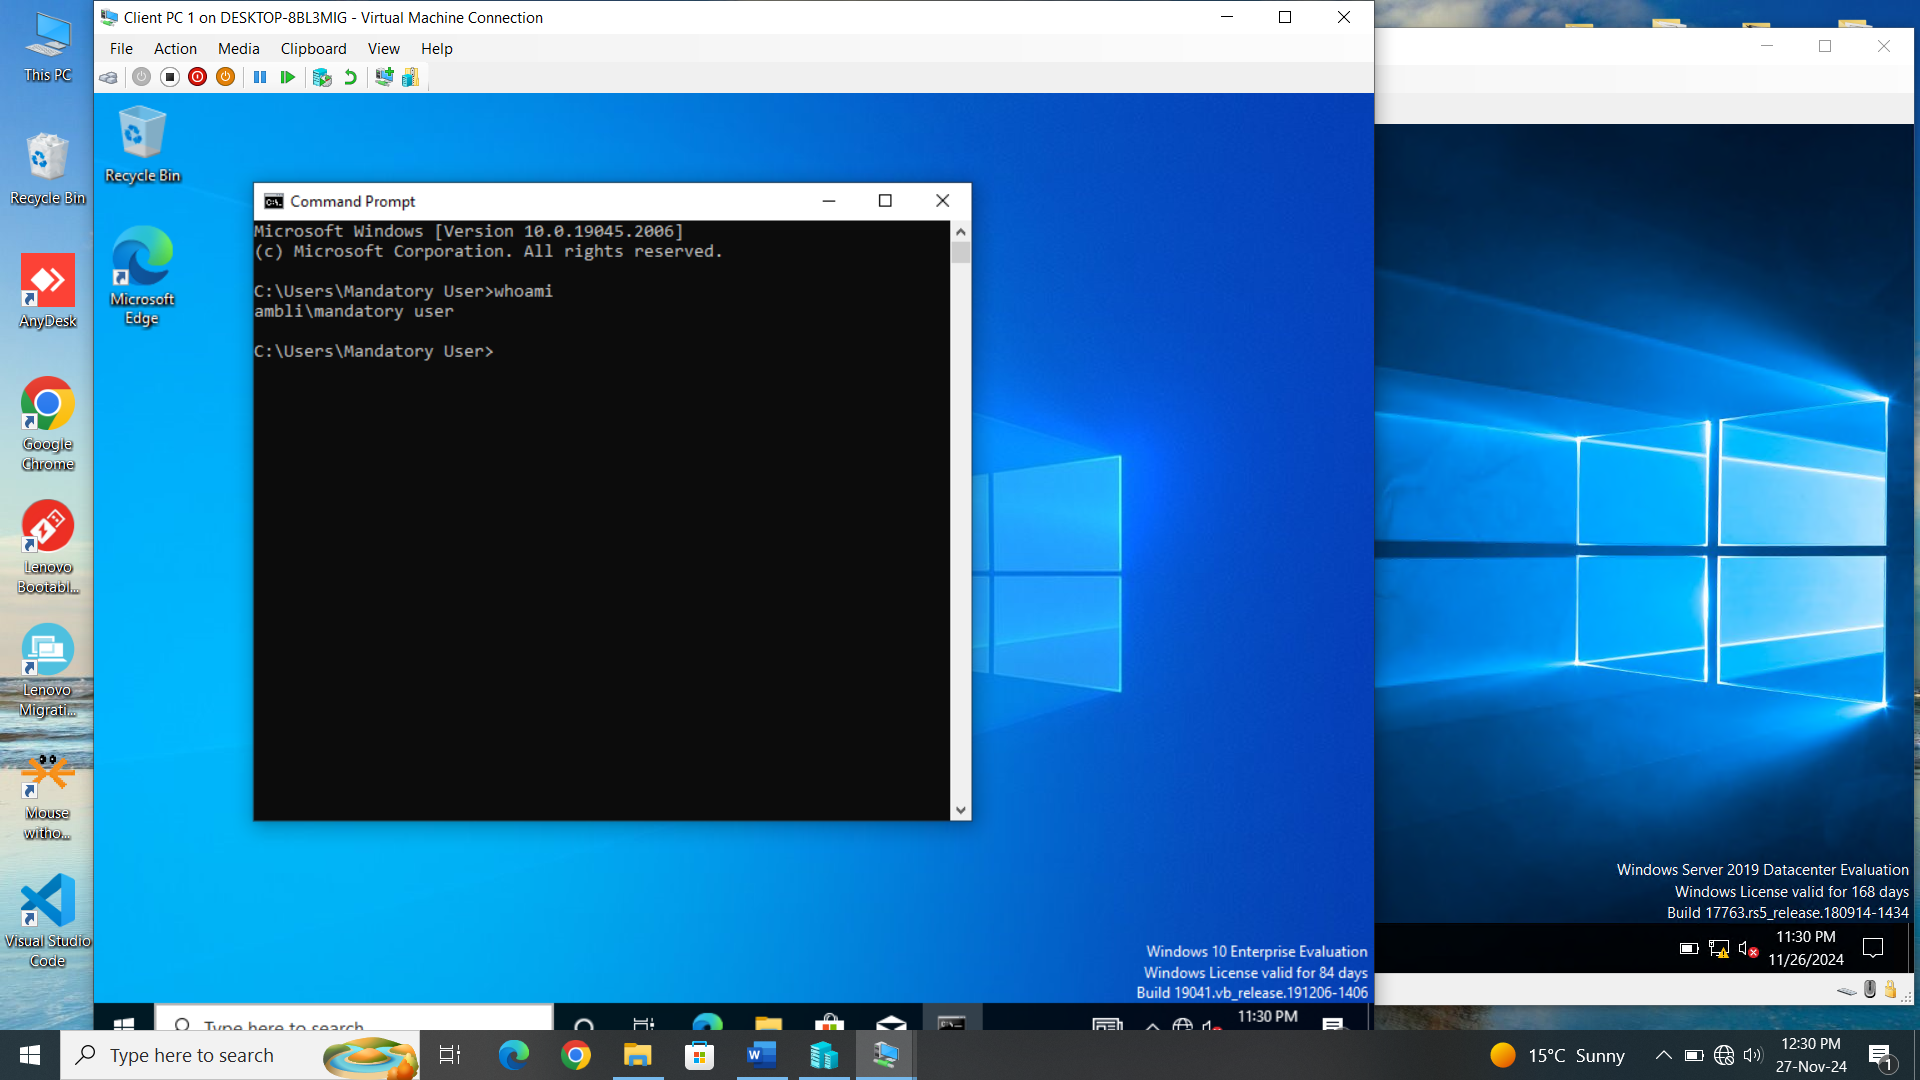 This PC
Recycle Bin
AnyDesk
Google
Chrome
Lenovo
Bootabl...
Lenovo
Migrati...
Mouse
witho...
Visual Studio
Code
Client PC 1 on DESKTOP-8BL3MIG - Virtual Machine Connection
File Action Media Clipboard View Help
Recycle Bin
Microsoft
Edge
Command Prompt
Microsoft Windows [Version 10.0.19045.2006]
(c) Microsoft Corporation. All rights reserved.
C:\Users\Mandatory User>whoami
ambli\mandatory user
C:\Users\Mandatory User>
Windows 10 Enterprise Evaluation
Windows License valid for 84 days
Build 19041.vb_release.191206-1406
Type here to search
11:30 PM
Windows Server 2019 Datacenter Evaluation
Windows License valid for 168 days
Build 17763.rs5_release.180914-1434
11:30 PM
11/26/2024
Type here to search
15°C Sunny
12:30 PM
27-Nov-24
1